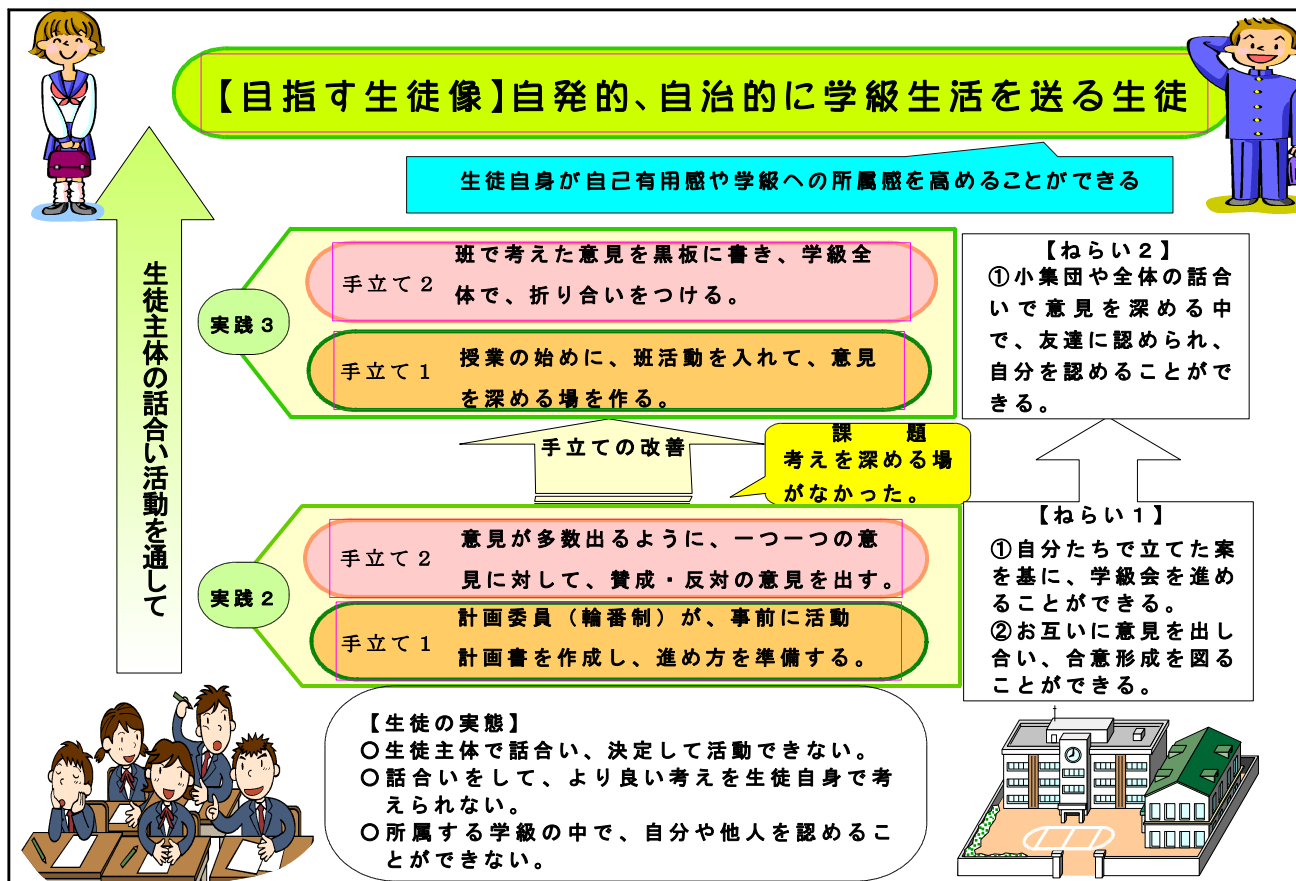 【目指す生徒像】自発的、自治的に学級生活を送る生徒
生徒自身が自己有用感や学級への所属感を高めることができる
生徒主体の話合い活動を通して
実践３
手立て２
班で考えた意見を黒板に書き、学級全
体で、折り合いをつける。
手立て１
授業の始めに、班活動を入れて、意見
を深める場を作る。
【ねらい２】
①小集団や全体の話合
いで意見を深める中
で、友達に認められ、
自分を認めることがで
きる。
手立ての改善
課　題
考えを深める場
がなかった。
実践２
手立て２
意見が多数出るように、一つ一つの意
見に対して、賛成・反対の意見を出す。
手立て１
計画委員（輪番制）が、事前に活動
計画書を作成し、進め方を準備する。
【ねらい１】
①自分たちで立てた案
を基に、学級会を進め
ることができる。
②お互いに意見を出し
合い、合意形成を図る
ことができる。
【生徒の実態】
○生徒主体で話合い、決定して活動できない。
○話合いをして、より良い考えを生徒自身で考
えられない。
○所属する学級の中で、自分や他人を認めるこ
とができない。